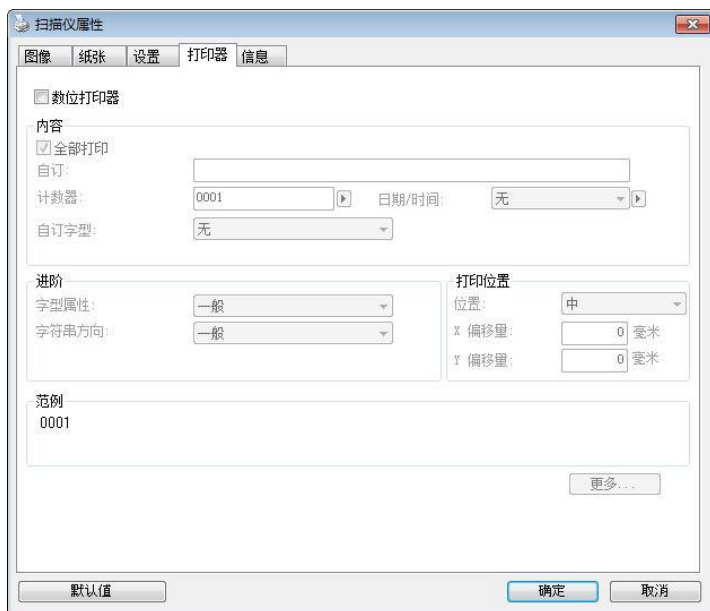 扫描仪属性
图像 纸张 设置 打印器 信息
数位打印器
内容
全部打印
自订:
计数器: 0001 日期/时间: 无
自订字型: 无
进阶
字型属性: 一般
字符串方向: 一般
打印位置
位置: 中
X 偏移量: 0 毫米
Y 偏移量: 0 毫米
范例
0001
更多...
默认值 确定 取消